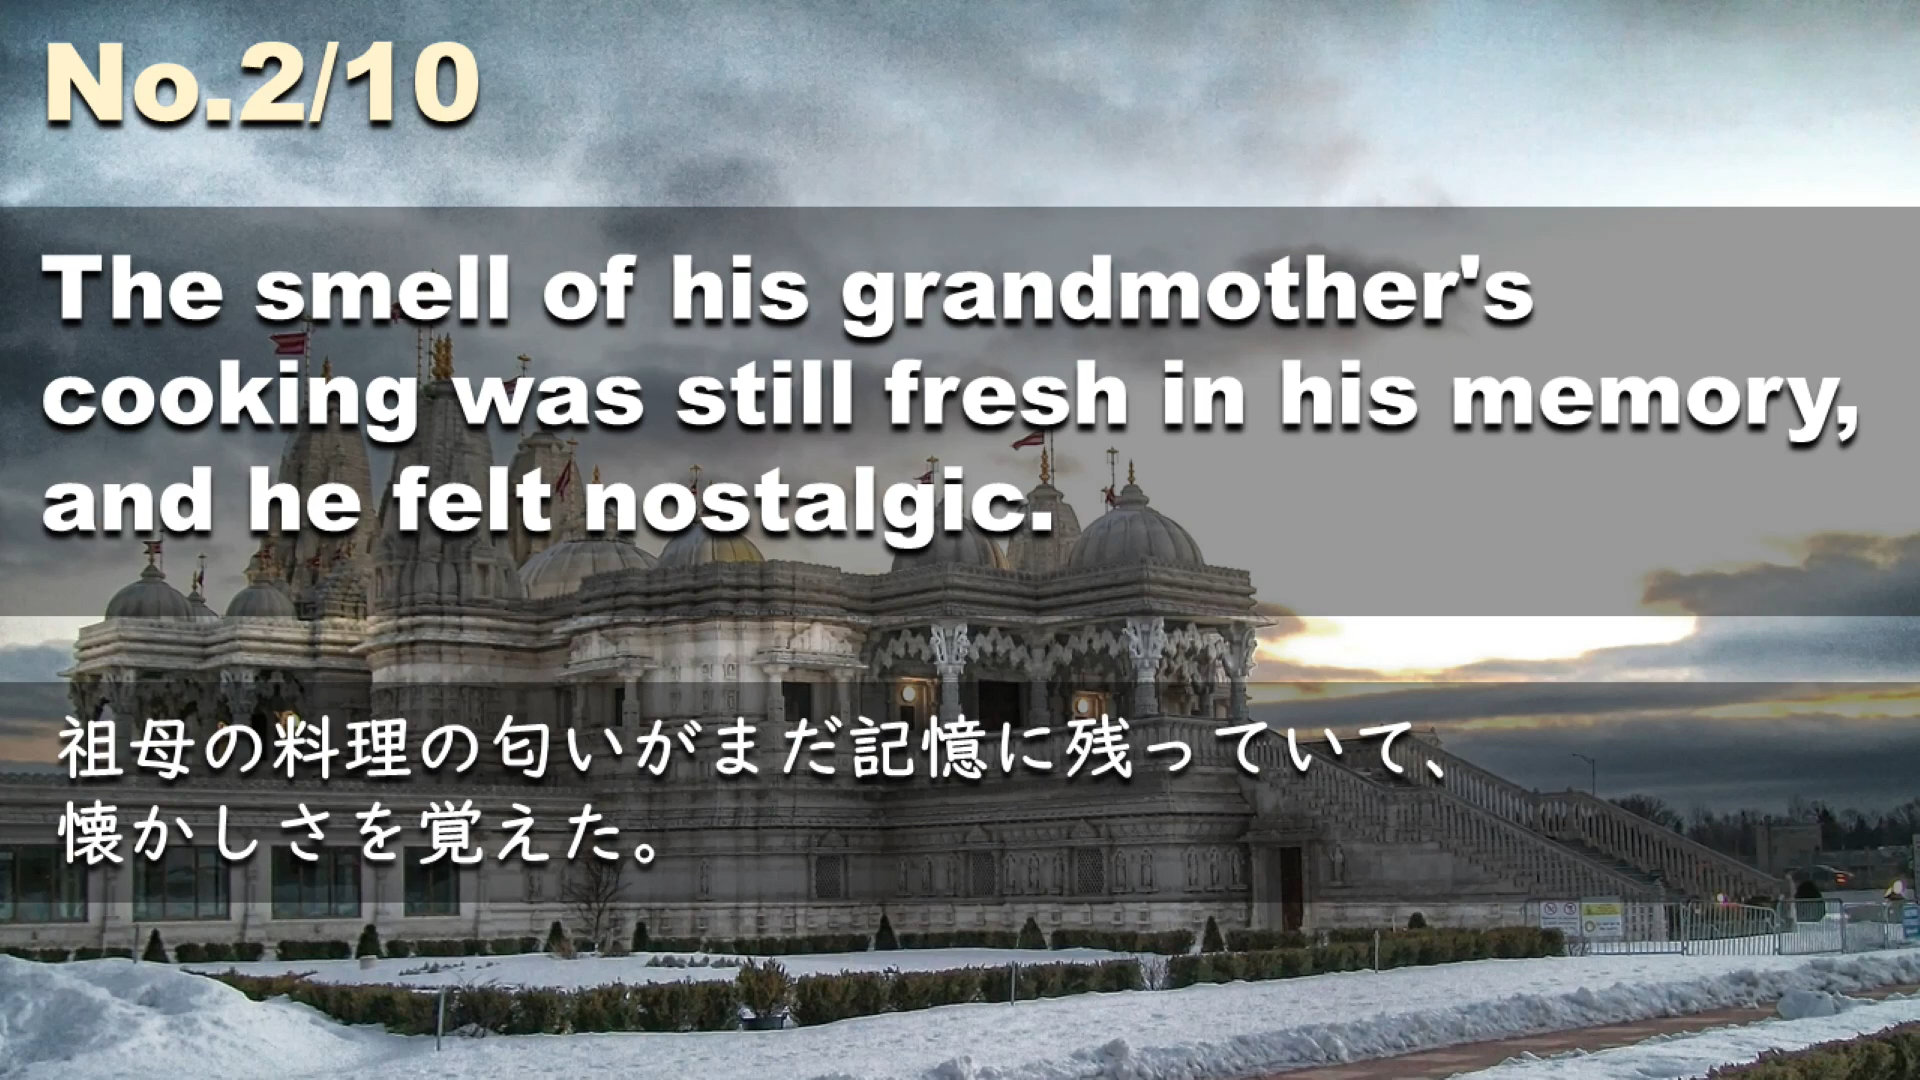 No.2/10
The smell of his grandmother's
cooking was still fresh in his memory,
and he felt nostalgic.
祖母の料理の匂いがまだ記憶に残っていて、
懐かしさを覚えた。